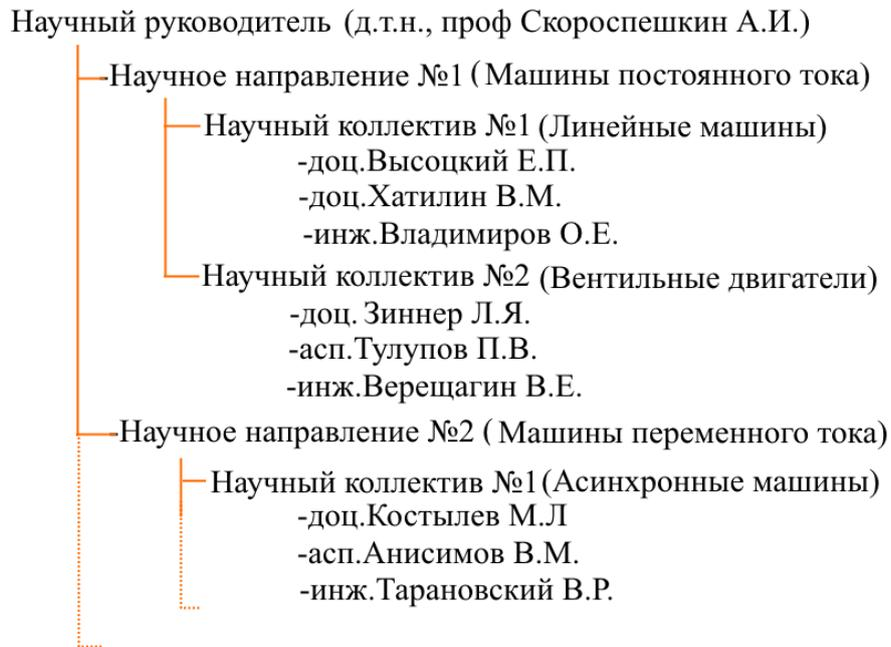 Научный руководитель (д.т.н., проф Скороспешкин А.И.)
-Научное направление №1 (Машины постоянного тока)
Научный коллектив №1 (Линейные машины)
-доц.Высоцкий Е.П.
-доц.Хатилин В.М.
-инж.Владимиров О.Е.
Научный коллектив №2 (Вентильные двигатели)
-доц. Зиннер Л.Я.
-асп.Тулупов П.В.
-инж.Верещагин В.Е.
-Научное направление №2 (Машины переменного тока)
Научный коллектив №1 (Асинхронные машины)
-доц.Костылев М.Л
-асп.Анисимов В.М.
-инж.Тарановский В.Р.